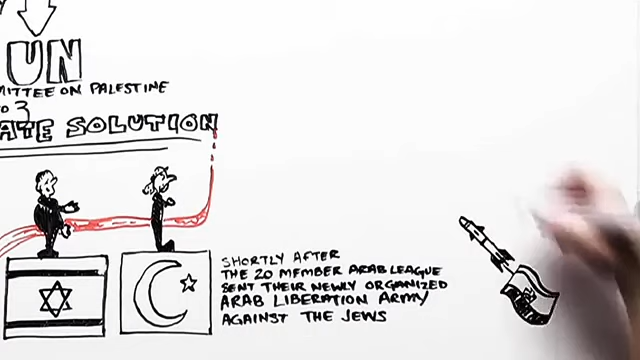 UN
MITTEE ON PALESTINE
O 3
ATE SOLUTION
SHORTLY AFTER
THE 20 MEMBER ARAB LEAGUE
SENT THEIR NEWLY ORGANIZED
ARAB LIBERATION ARMY
AGAINST THE JEWS